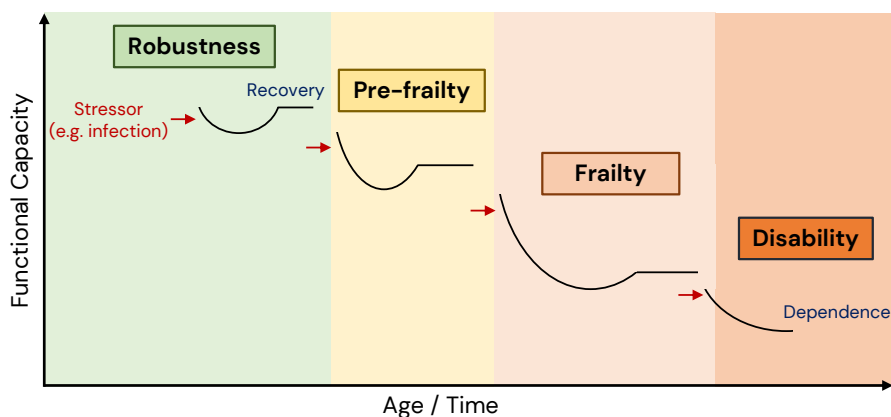 Robustness
Pre-frailty
Frailty
Disability
Stressor
(e.g. infection)
Recovery
Dependence
Functional Capacity
Age / Time